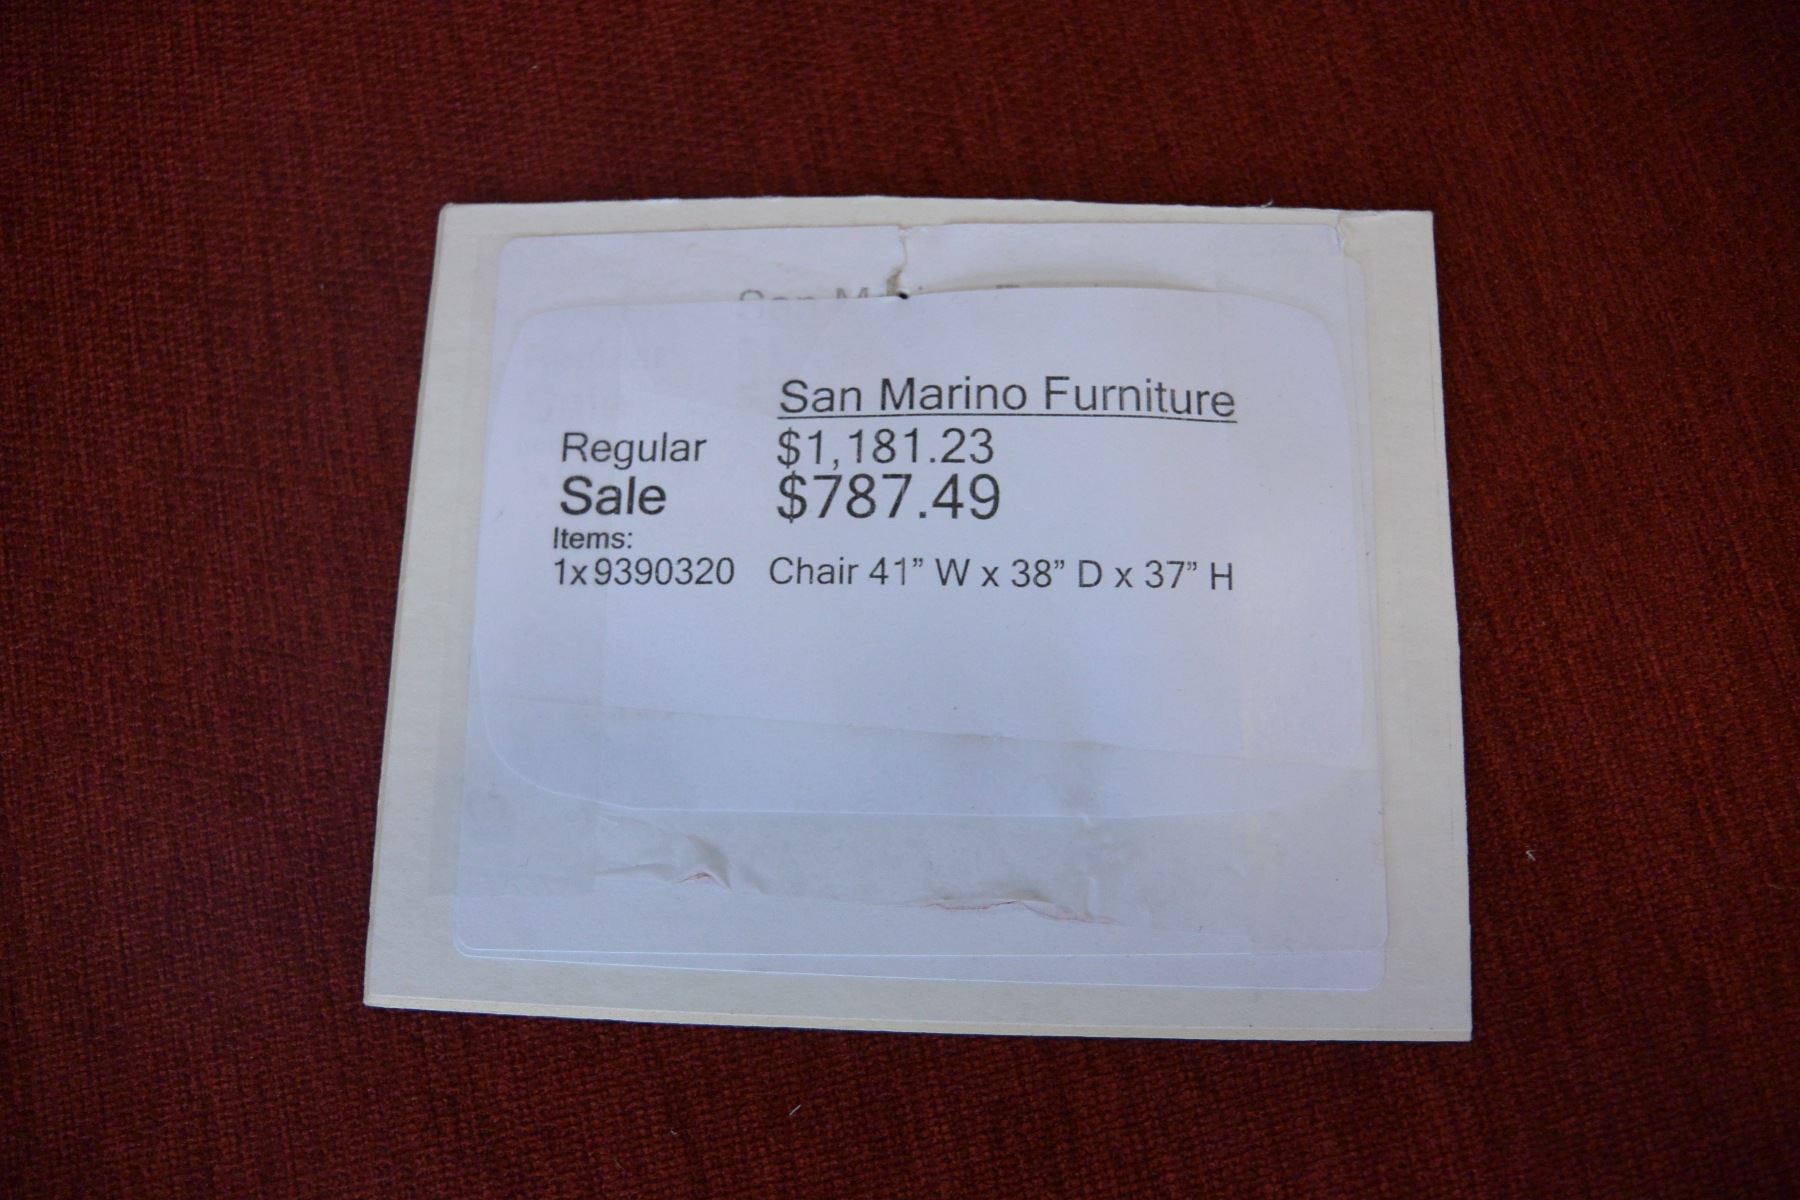 San Marino Furniture
Regular $1,181.23
Sale $787.49
Items:
1x9390320 Chair 41” W x 38” D x 37” H